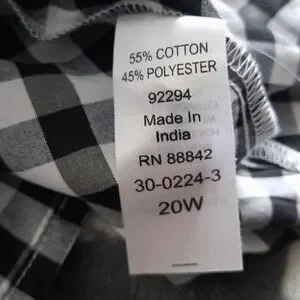 55% COTTON
45% POLYESTER
92294
Made In
India
RN 88842
30-0224-3
20W